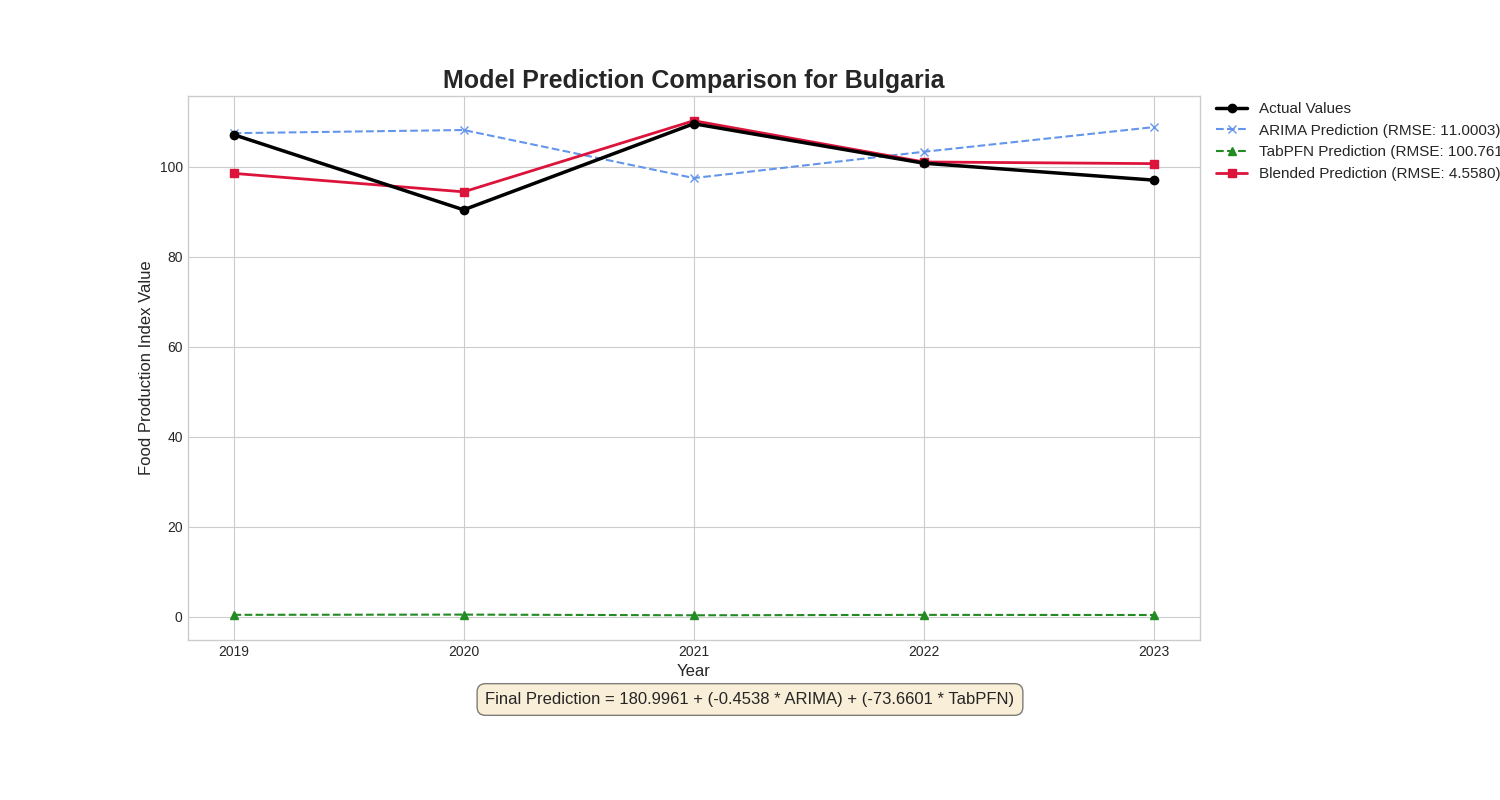 Model Prediction Comparison for Bulgaria
Actual Values
ARIMA Prediction (RMSE: 11.0003)
TabPFN Prediction (RMSE: 100.761
Blended Prediction (RMSE: 4.5580)
Food Production Index Value
100
80
60
40
20
0
2019 2020 2021 2022 2023
Year
Final Prediction = 180.9961 + (-0.4538 * ARIMA) + (-73.6601 * TabPFN)